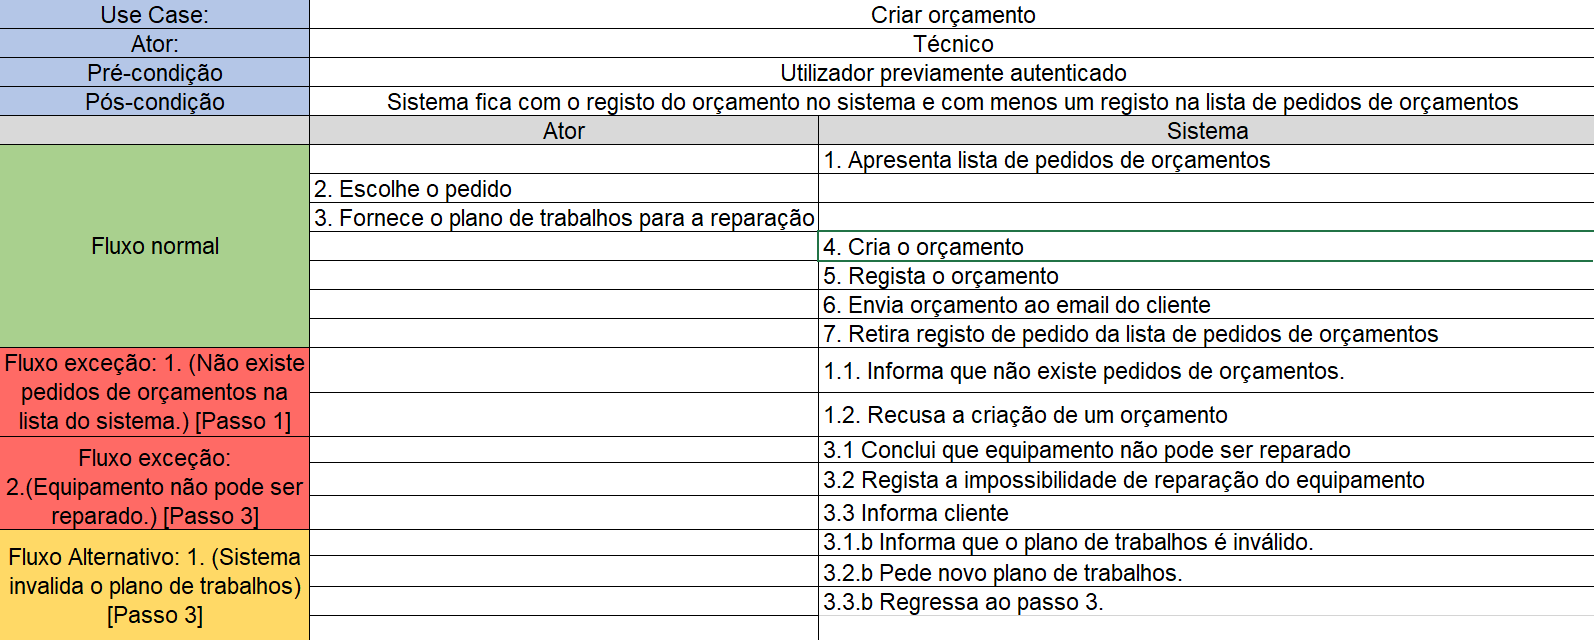 Use Case:
Criar orçamento
Ator:
Técnico
Pré-condição
Utilizador previamente autenticado
Pós-condição
Sistema fica com o registo do orçamento no sistema e com menos um registo na lista de pedidos de orçamentos
Ator
Sistema
Fluxo normal
1. Apresenta lista de pedidos de orçamentos
2. Escolhe o pedido
3. Fornece o plano de trabalhos para a reparação
4. Cria o orçamento
5. Regista o orçamento
6. Envia orçamento ao email do cliente
7. Retira registo de pedido da lista de pedidos de orçamentos
Fluxo exceção: 1. (Não existe
pedidos de orçamentos na
lista do sistema.) [Passo 1]
1.1. Informa que não existe pedidos de orçamentos.
1.2. Recusa a criação de um orçamento
Fluxo exceção:
2.(Equipamento não pode ser
reparado.) [Passo 3]
3.1 Conclui que equipamento não pode ser reparado
3.2 Regista a impossibilidade de reparação do equipamento
3.3 Informa cliente
Fluxo Alternativo: 1. (Sistema
invalida o plano de trabalhos)
[Passo 3]
3.1.b Informa que o plano de trabalhos é inválido.
3.2.b Pede novo plano de trabalhos.
3.3.b Regressa ao passo 3.